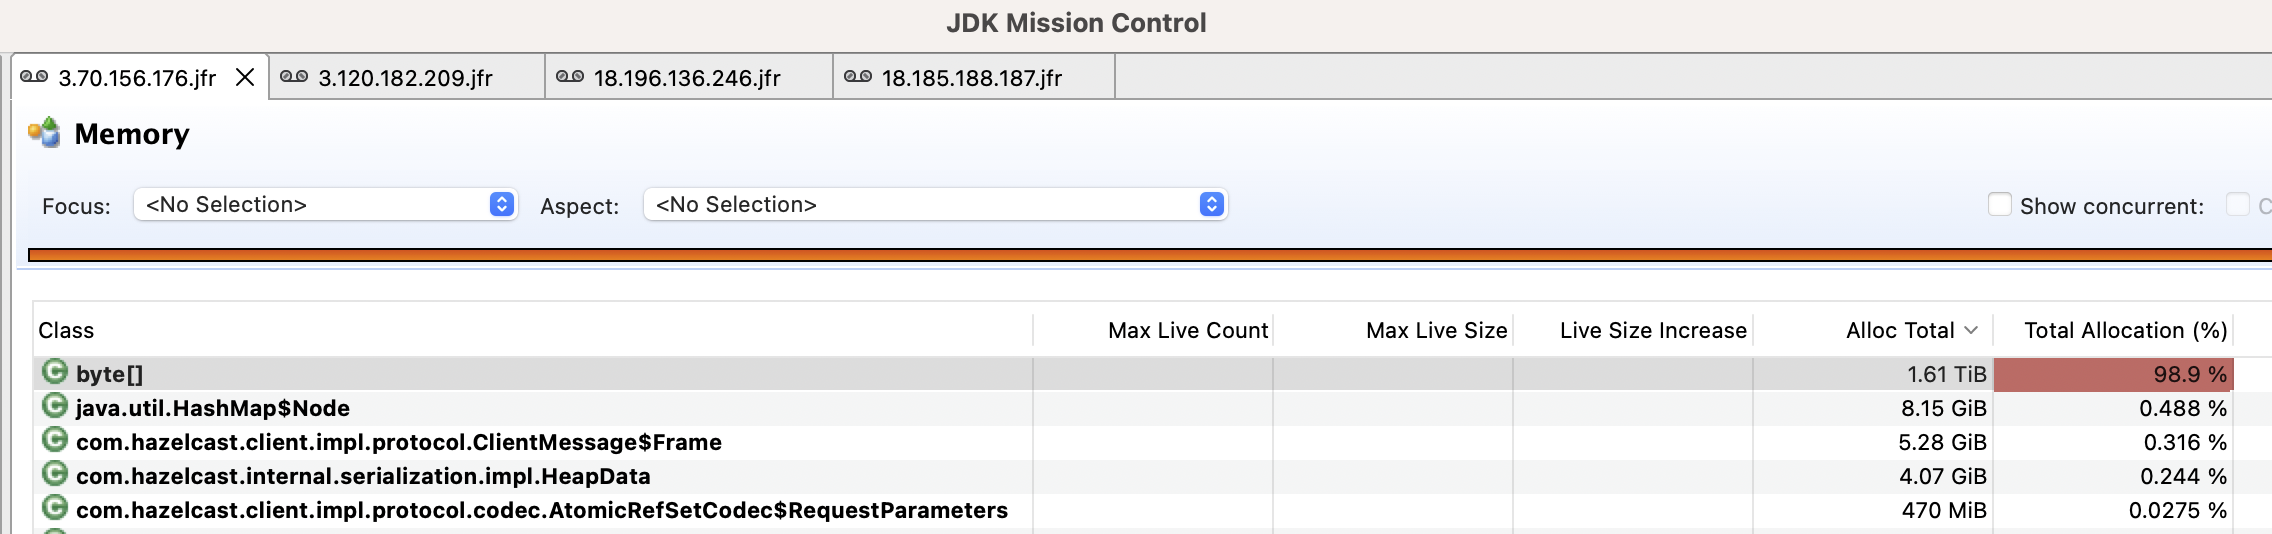 JDK Mission Control
3.70.156.176.jfr 3.120.182.209.jfr 18.196.136.246.jfr 18.185.188.187.jfr
Memory
Focus: <No Selection> Aspect: <No Selection> Show concurrent: C
Class Max Live Count Max Live Size Live Size Increase Alloc Total Total Allocation (%)
byte[] 1.61 TiB 98.9 %
java.util.HashMap$Node 8.15 GiB 0.488 %
com.hazelcast.client.impl.protocol.ClientMessage$Frame 5.28 GiB 0.316 %
com.hazelcast.internal.serialization.impl.HeapData 4.07 GiB 0.244 %
com.hazelcast.client.impl.protocol.codec.AtomicRefSetCodec$RequestParameters 470 MiB 0.0275 %